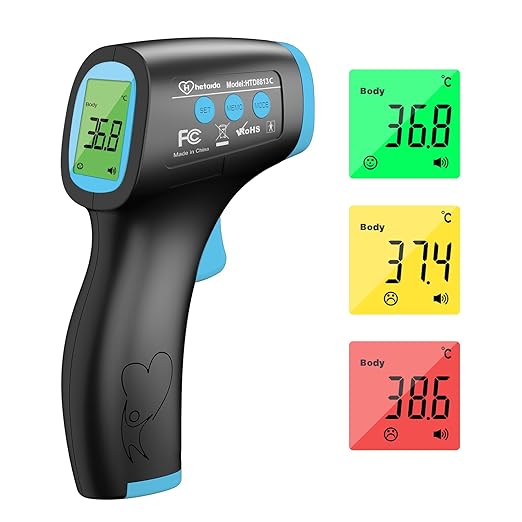 hetaida Model:HTD8813C
SET MEMO MODE
FC RoHS
Made in China
Body °C
36.8
Body °C
36.8
Body °C
37.4
Body °C
38.6